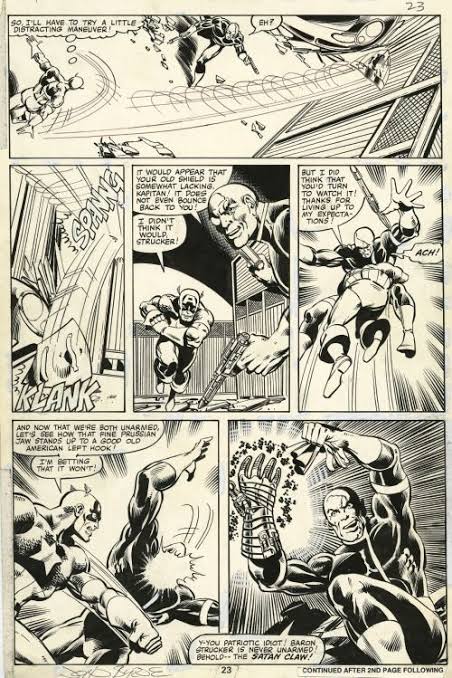 23
SO, I'LL HAVE TO TRY A LITTLE
DISTRACTING MANEUVER!
EH?
SPANNG
KLANK
IT WOULD APPEAR THAT
YOUR OLD SHIELD IS
SOMEWHAT LACKING,
KAPITAN! IT DOES
NOT EVEN BOUNCE
BACK TO YOU!
I DIDN'T
THINK IT
WOULD,
STRUCKER!
BUT I DID
THINK THAT
YOU'D TURN
TO WATCH IT!
THANKS FOR
LIVING UP TO
MY EXPECTA-
TIONS!
ACH!
AND NOW THAT WE'RE BOTH UNARMED,
LET'S SEE HOW THAT FINE PRUSSIAN
JAW STANDS UP TO A GOOD OLD
AMERICAN LEFT HOOK!
I'M BETTING
THAT IT WON'T!
Y-YOU PATRIOTIC IDIOT! BARON
STRUCKER IS NEVER UNARMED!
BEHOLD-- THE SATAN CLAW!
23
CONTINUED AFTER 2ND PAGE FOLLOWING